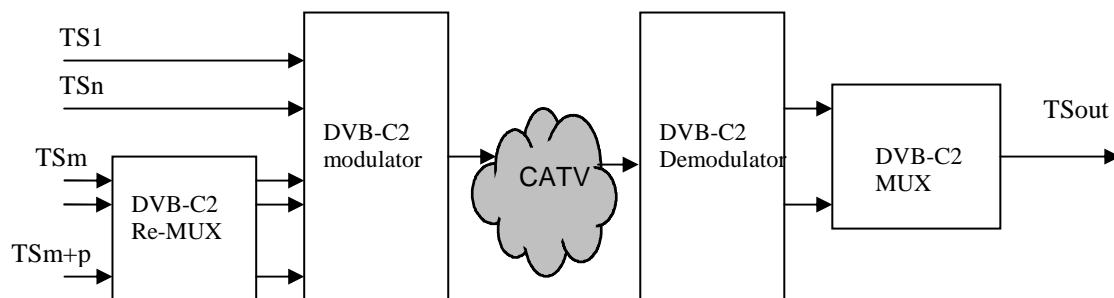 TS1
TSn
TSm
TSm+p
DVB-C2
Re-MUX
DVB-C2
modulator
CATV
DVB-C2
Demodulator
DVB-C2
MUX
TSout